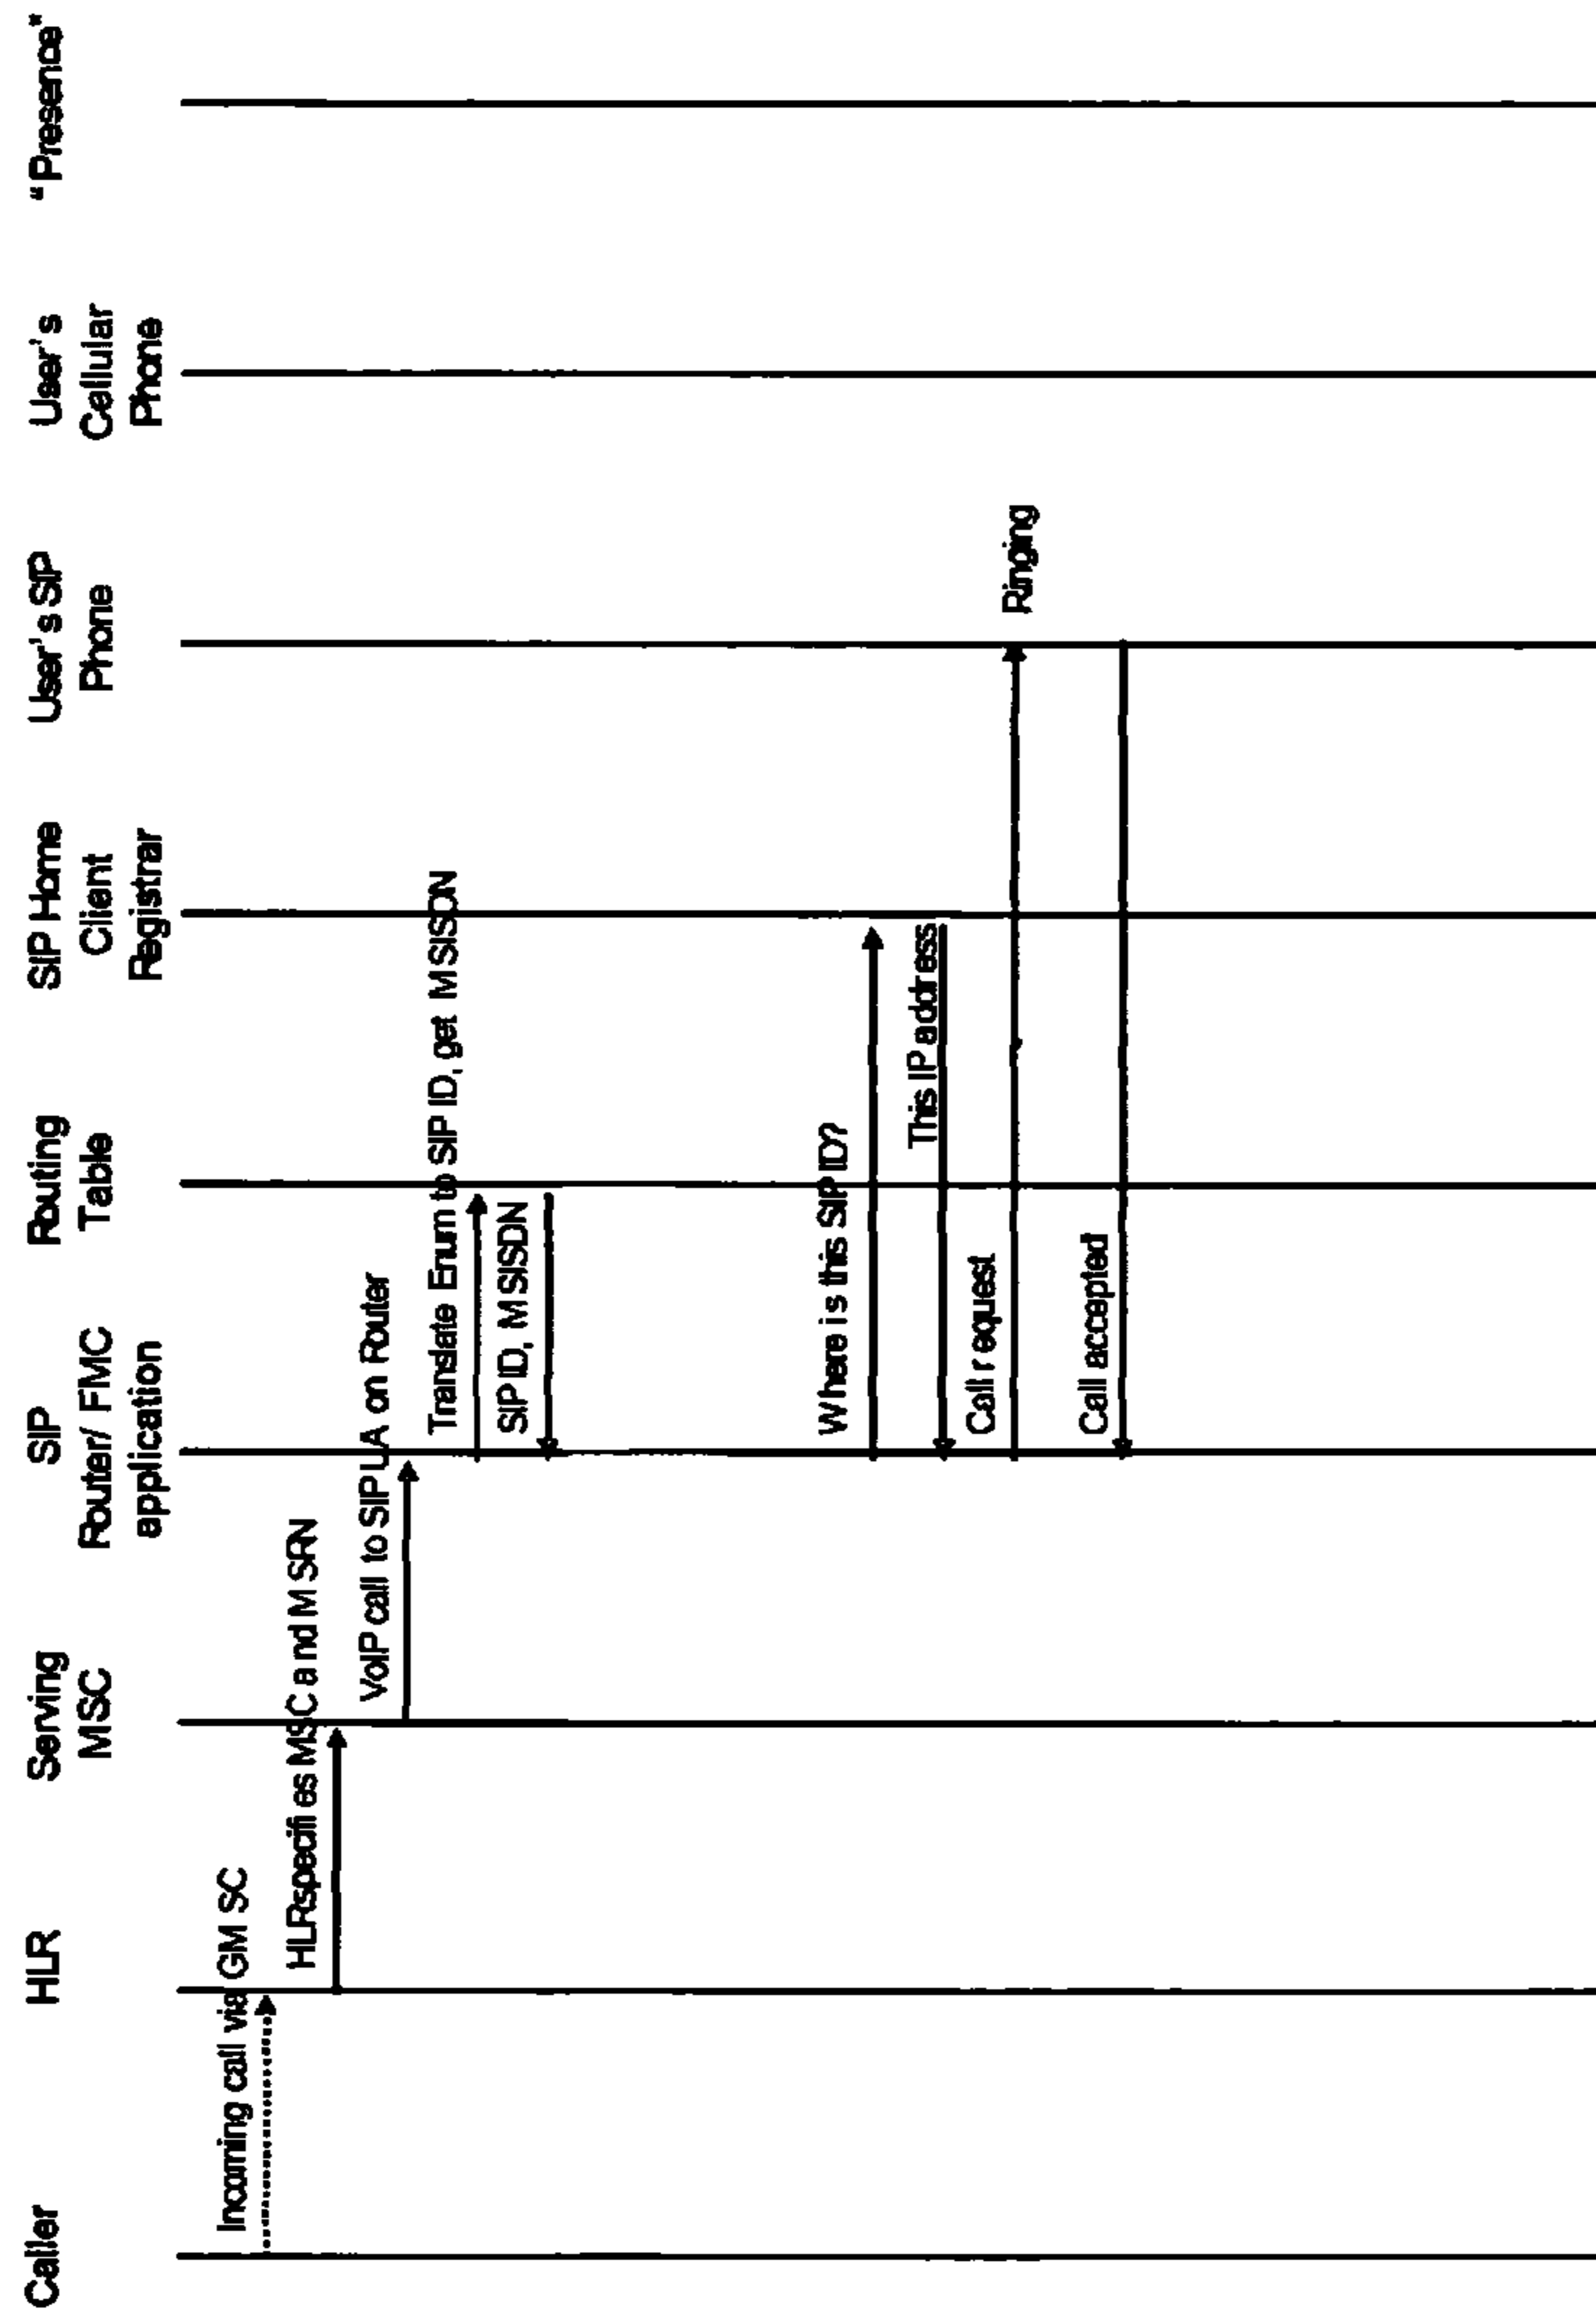 Caller
HLR
Serving
MSC
SIP
Router/ FMC
application
Routing
Table
SIP Home
Client
Registrar
User's SIP
Phone
User's
Cellular
Phone
"Presence"
Incoming call via GMSC
HLR specifies MSC and MSRN
VoIP call to SIP UA on Router
Translate Enum to SIP ID, get MSISDN
SIP ID, MSISDN
Where is this SIP ID?
This IP address
Call request
Ringing
Call accepted